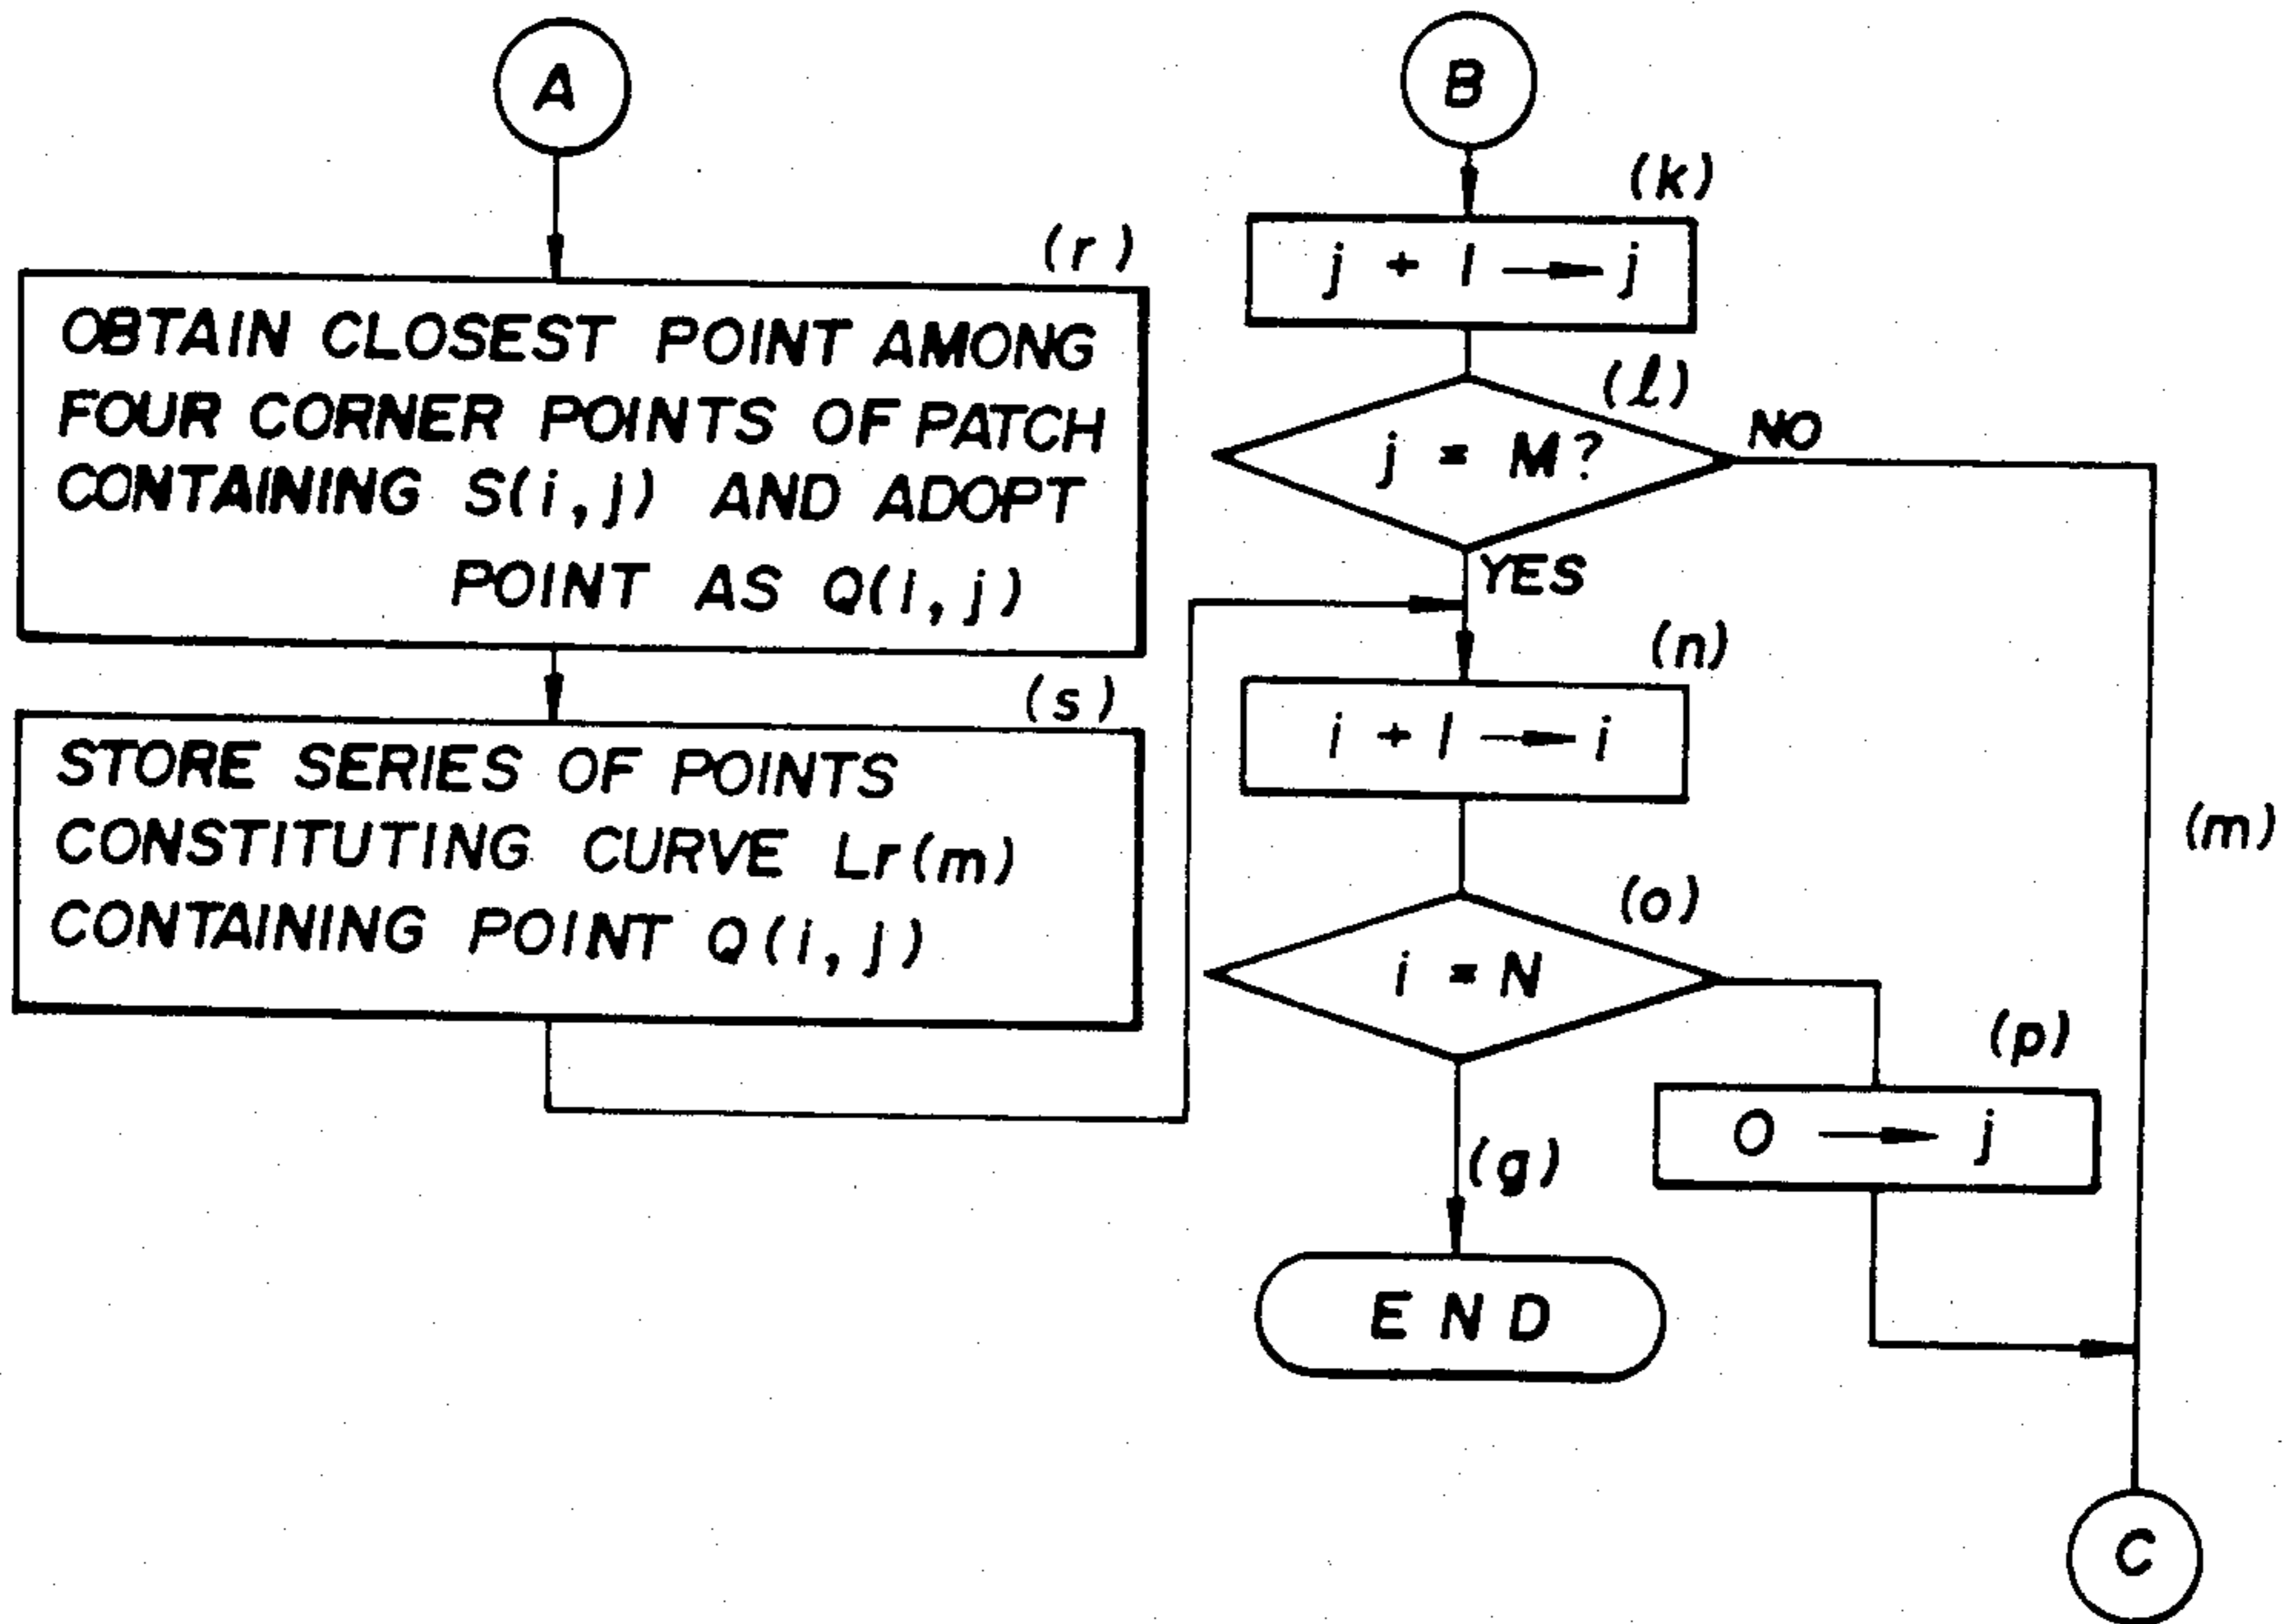 A
(r)
OBTAIN CLOSEST POINT AMONG
FOUR CORNER POINTS OF PATCH
CONTAINING S(i,j) AND ADOPT
POINT AS Q(I,j)
(s)
STORE SERIES OF POINTS
CONSTITUTING CURVE Lr(m)
CONTAINING POINT Q(i,j)
B
(k)
j + 1 → j
(l)
j = M?
NO
YES
(n)
i + 1 → i
(m)
(o)
i = N
(p)
O → j
(g)
END
C